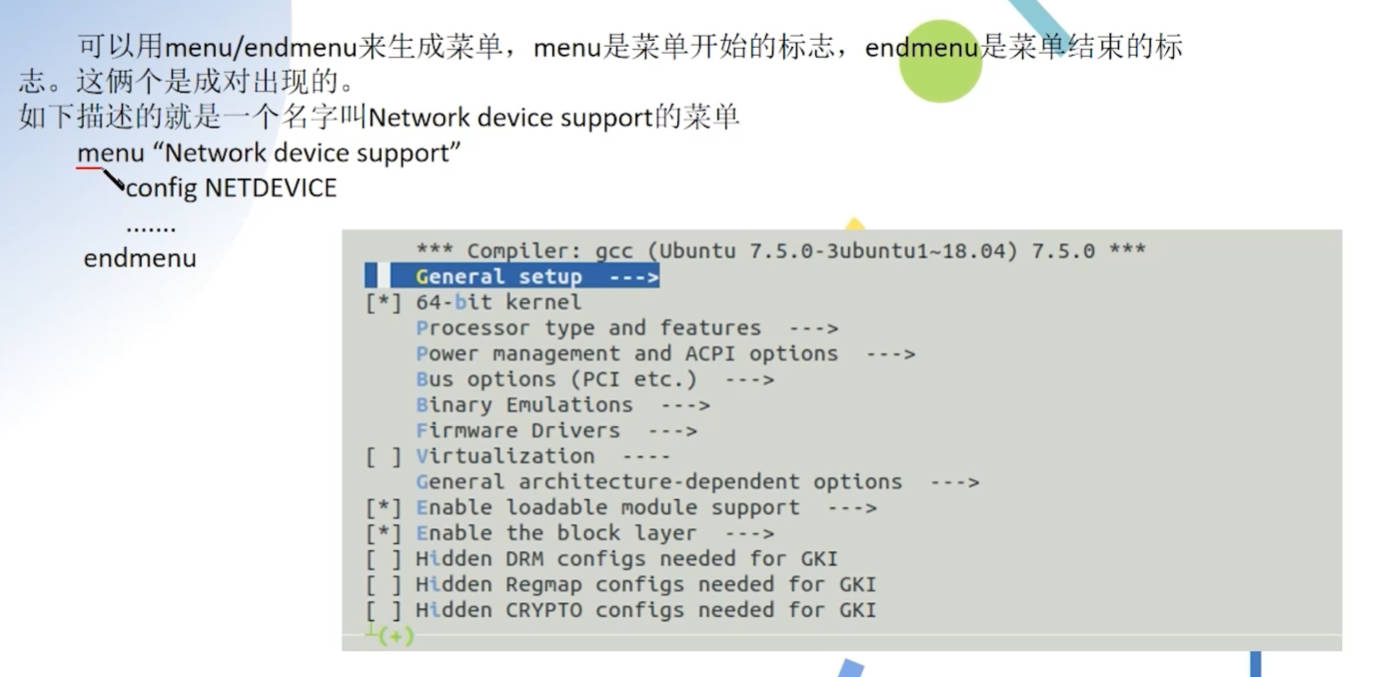 可以用menu/endmenu来生成菜单，menu是菜单开始的标志，endmenu是菜单结束的标
志。这俩个是成对出现的。
如下描述的就是一个名字叫Network device support的菜单
menu “Network device support”
config NETDEVICE
.......
endmenu
*** Compiler: gcc (Ubuntu 7.5.0-3ubuntu1~18.04) 7.5.0 ***
General setup  --->
[*] 64-bit kernel
Processor type and features  --->
Power management and ACPI options  --->
Bus options (PCI etc.)  --->
Binary Emulations  --->
Firmware Drivers  --->
[ ] Virtualization  ----
General architecture-dependent options  --->
[*] Enable loadable module support  --->
[*] Enable the block layer  --->
[ ] Hidden DRM configs needed for GKI
[ ] Hidden Regmap configs needed for GKI
[ ] Hidden CRYPTO configs needed for GKI
┴(+)